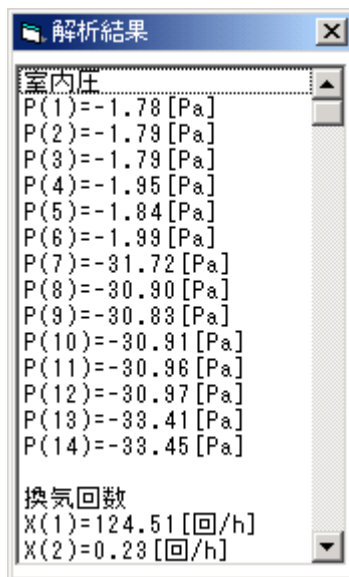 解析結果
室内圧
P(1)=-1.78[Pa]
P(2)=-1.79[Pa]
P(3)=-1.79[Pa]
P(4)=-1.95[Pa]
P(5)=-1.84[Pa]
P(6)=-1.99[Pa]
P(7)=-31.72[Pa]
P(8)=-30.90[Pa]
P(9)=-30.83[Pa]
P(10)=-30.91[Pa]
P(11)=-30.96[Pa]
P(12)=-30.97[Pa]
P(13)=-33.41[Pa]
P(14)=-33.45[Pa]
換気回数
X(1)=124.51[回/h]
X(2)=0.23[回/h]